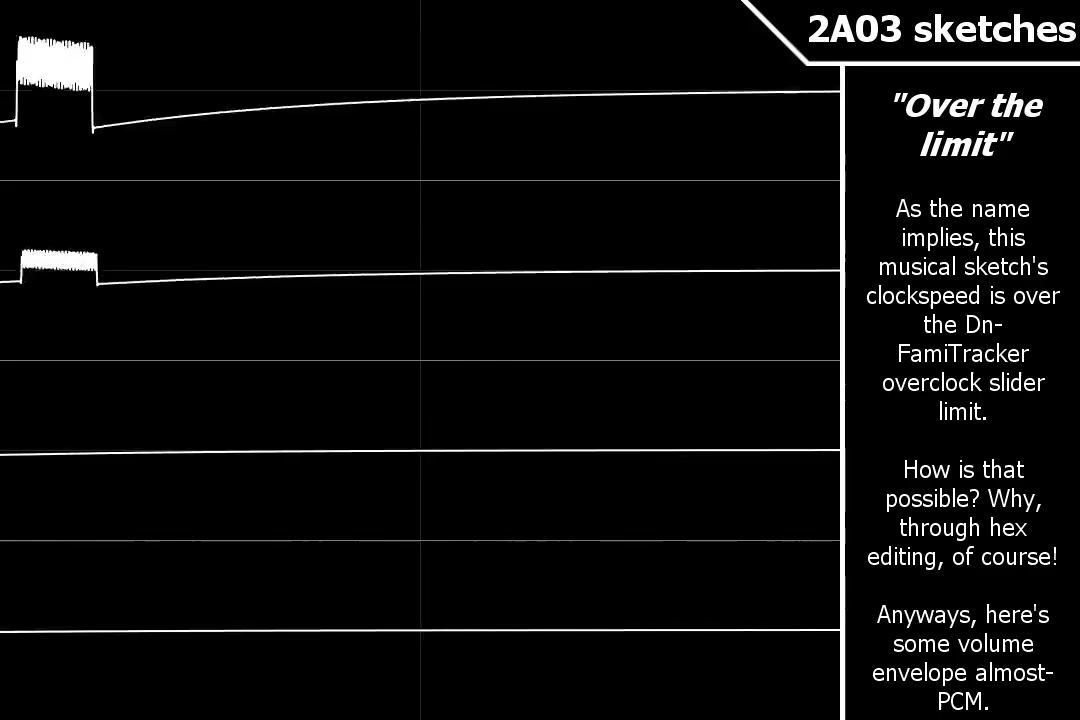 2A03 sketches
"Over the
limit"
As the name
implies, this
musical sketch's
clockspeed is over
the Dn-
FamiTracker
overclock slider
limit.
How is that
possible? Why,
through hex
editing, of course!
Anyways, here's
some volume
envelope almost-
PCM.